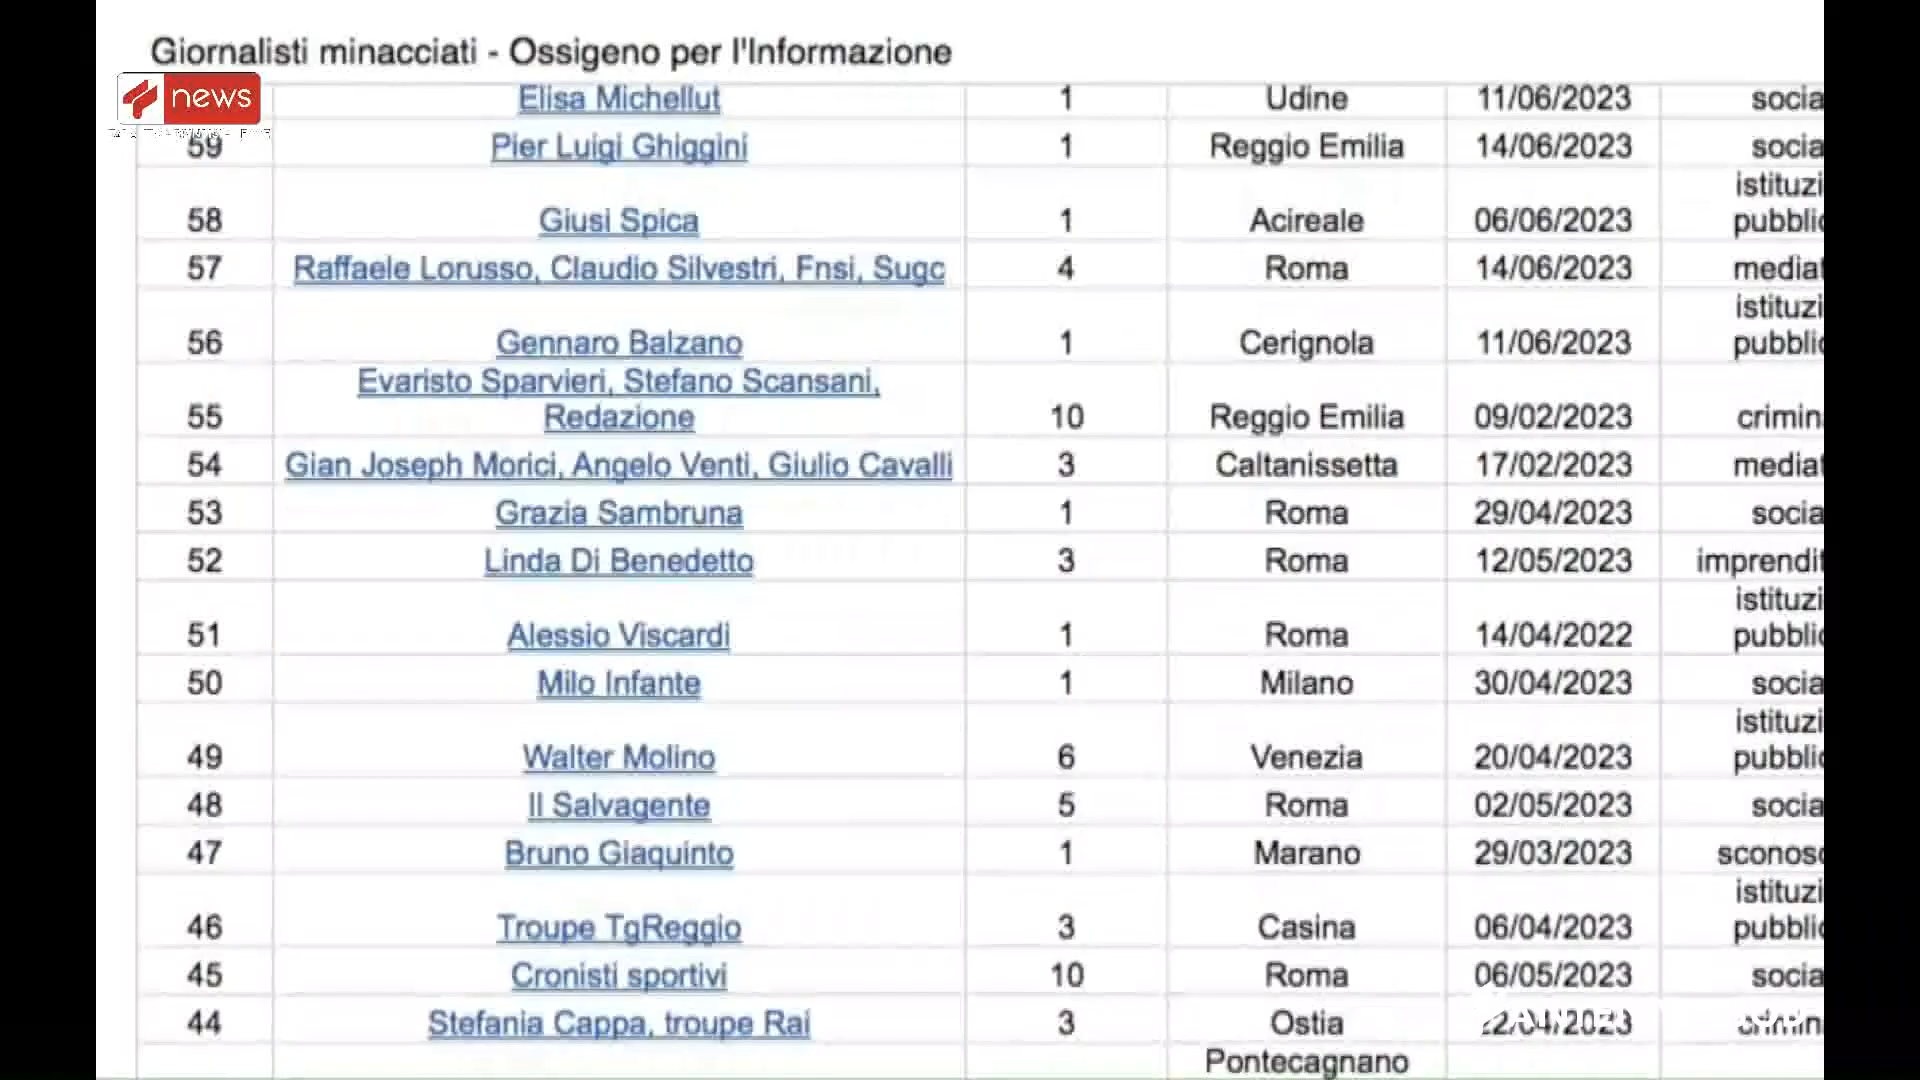 Giornalisti minacciati - Ossigeno per l'Informazione
news
Elisa Michellut 1 Udine 11/06/2023 socia
59 Pier Luigi Ghiggini 1 Reggio Emilia 14/06/2023 socia
istituzi
58 Giusi Spica 1 Acireale 06/06/2023 pubblic
57 Raffaele Lorusso, Claudio Silvestri, Fnsi, Sugc 4 Roma 14/06/2023 mediat
istituzi
56 Gennaro Balzano 1 Cerignola 11/06/2023 pubblic
Evaristo Sparvieri, Stefano Scansani,
55 Redazione 10 Reggio Emilia 09/02/2023 crimin
54 Gian Joseph Morici, Angelo Venti, Giulio Cavalli 3 Caltanissetta 17/02/2023 mediat
53 Grazia Sambruna 1 Roma 29/04/2023 socia
52 Linda Di Benedetto 3 Roma 12/05/2023 imprendit
istituzi
51 Alessio Viscardi 1 Roma 14/04/2022 pubblic
50 Milo Infante 1 Milano 30/04/2023 socia
istituzi
49 Walter Molino 6 Venezia 20/04/2023 pubblic
48 Il Salvagente 5 Roma 02/05/2023 socia
47 Bruno Giaquinto 1 Marano 29/03/2023 sconosc
istituzi
46 Troupe TgReggio 3 Casina 06/04/2023 pubblic
45 Cronisti sportivi 10 Roma 06/05/2023 socia
44 Stefania Cappa, troupe Rai 3 Ostia 22/04/2023
Pontecagnano